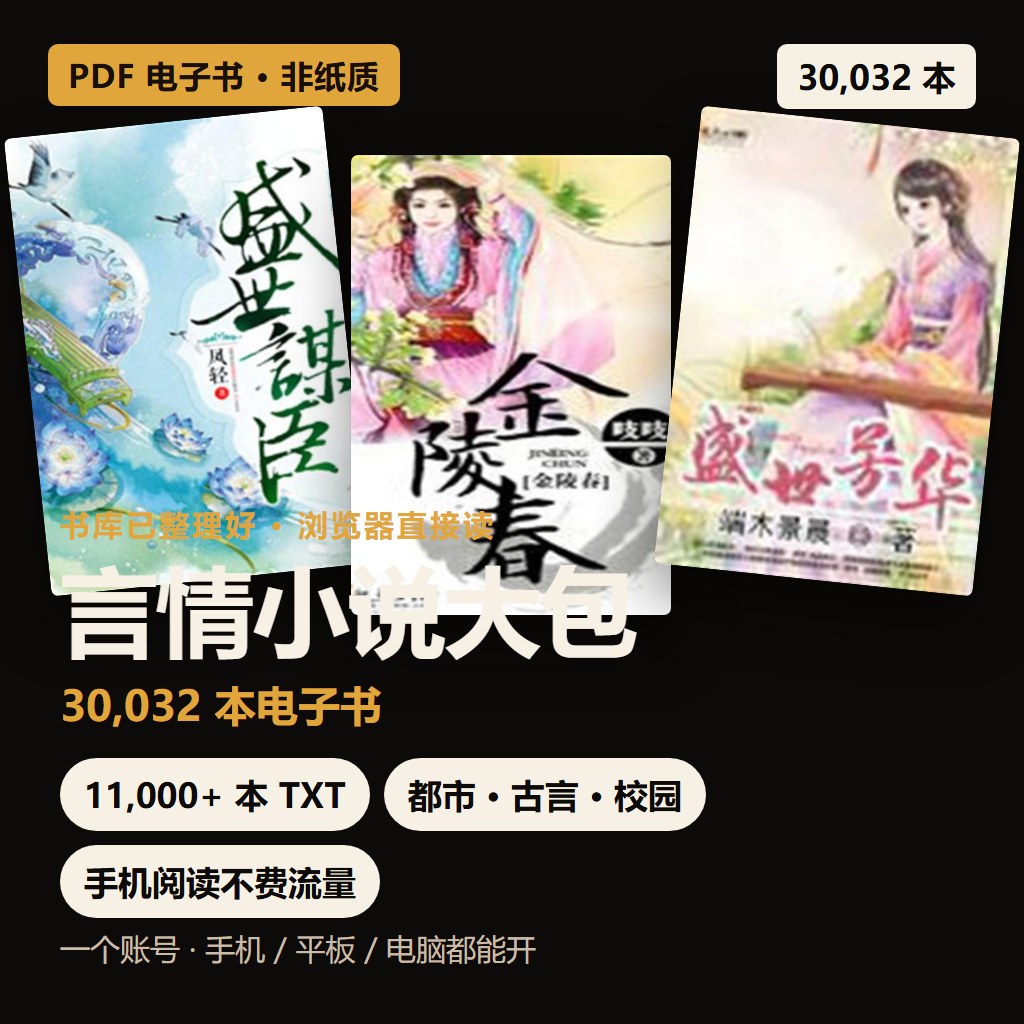 PDF 电子书 · 非纸质
30,032 本
盛世謀臣
风轻
金陵春
吱吱
著
JINLING
CHUN
[金陵春]
盛世芳华
端木景晨 著
书库已整理好 · 浏览器直接读
言情小说大包
30,032 本电子书
11,000+ 本 TXT
都市 · 古言 · 校园
手机阅读不费流量
一个账号 · 手机 / 平板 / 电脑都能开